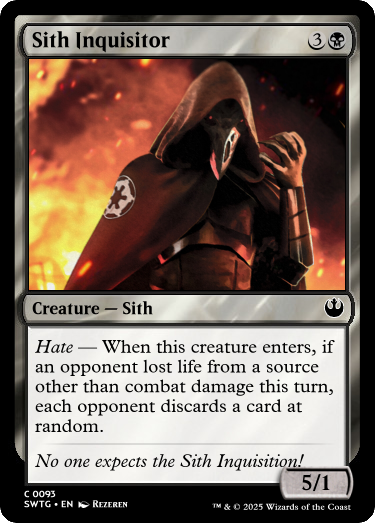 Sith Inquisitor 3
Creature — Sith
Hate — When this creature enters, if
an opponent lost life from a source
other than combat damage this turn,
each opponent discards a card at
random.
No one expects the Sith Inquisition!
5/1
C 0093
SWTG • EN Rezeren
™ & © 2025 Wizards of the Coast